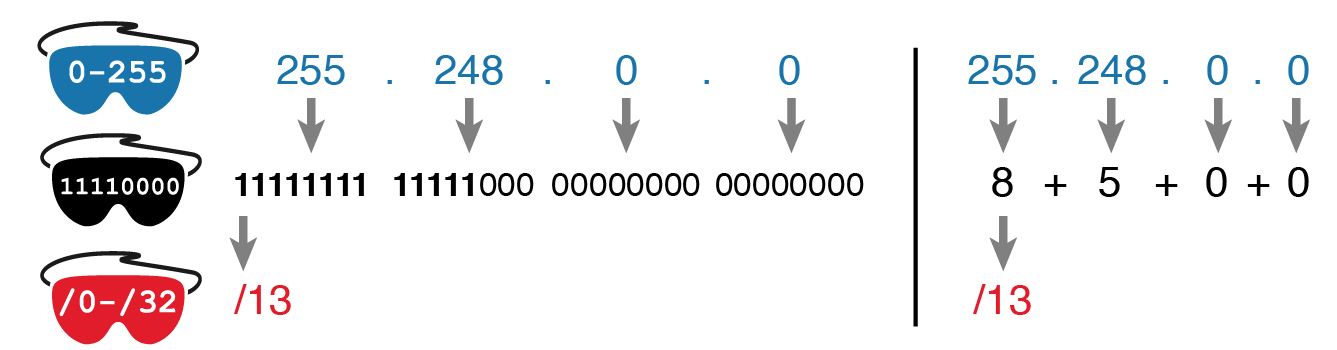 0-255 255 . 248 . 0 . 0 255 . 248 . 0 . 0
11110000 11111111 11111000 00000000 00000000 8 + 5 + 0 + 0
/0-/32 /13 /13